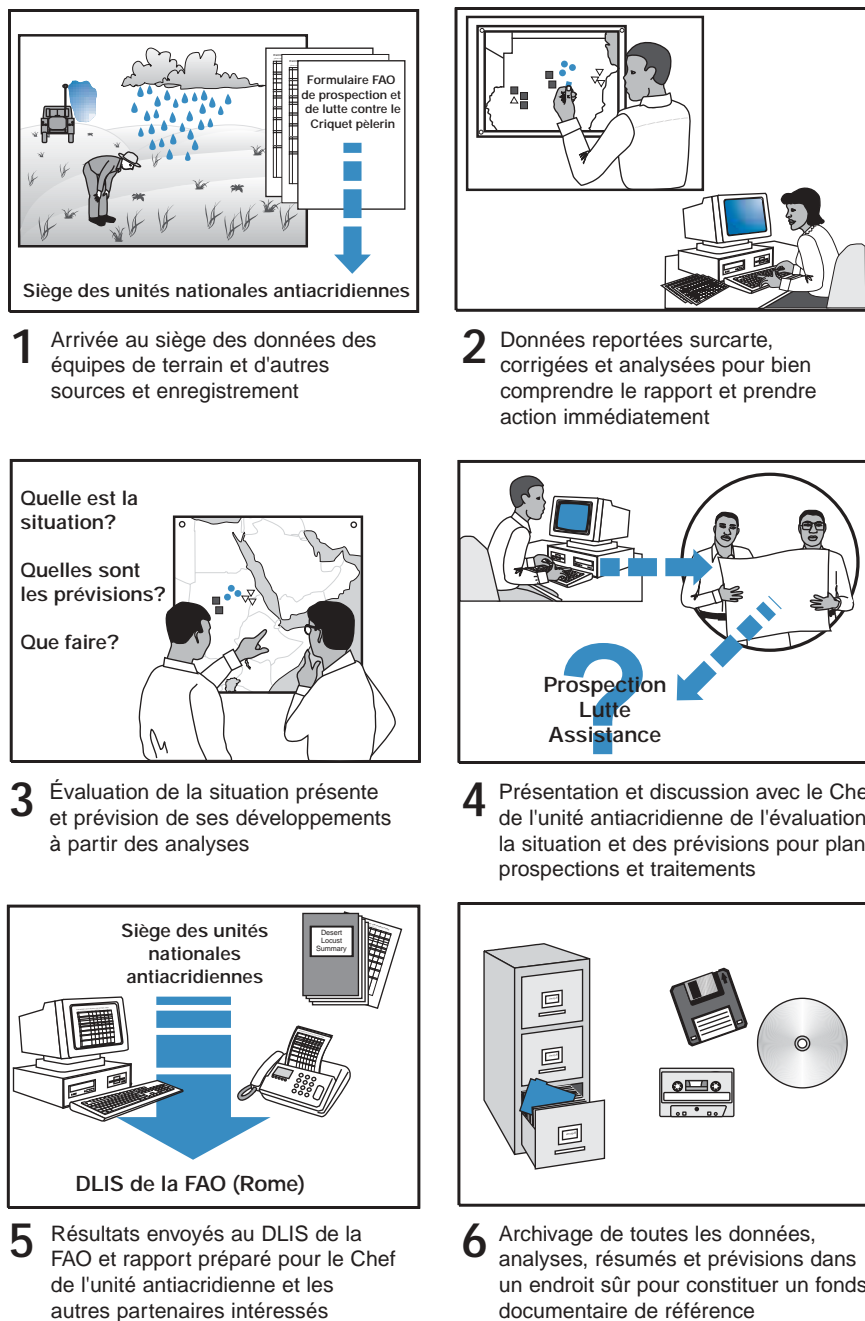 Formulaire FAO
de prospection et
de lutte contre le
Criquet pèlerin
Siège des unités nationales antiacridiennes
1 Arrivée au siège des données des
équipes de terrain et d'autres
sources et enregistrement
2 Données reportées surcarte,
corrigées et analysées pour bien
comprendre le rapport et prendre
action immédiatement
Quelle est la
situation?
Quelles sont
les prévisions?
Que faire?
3 Évaluation de la situation présente
et prévision de ses développements
à partir des analyses
?
Prospection
Lutte
Assistance
4 Présentation et discussion avec le Che
de l'unité antiacridienne de l'évaluation
la situation et des prévisions pour plan
prospections et traitements
Siège des unités
nationales
antiacridiennes
Desert
Locust
Summary
DLIS de la FAO (Rome)
5 Résultats envoyés au DLIS de la
FAO et rapport préparé pour le Chef
de l'unité antiacridienne et les
autres partenaires intéressés
6 Archivage de toutes les données,
analyses, résumés et prévisions dans
un endroit sûr pour constituer un fonds
documentaire de référence